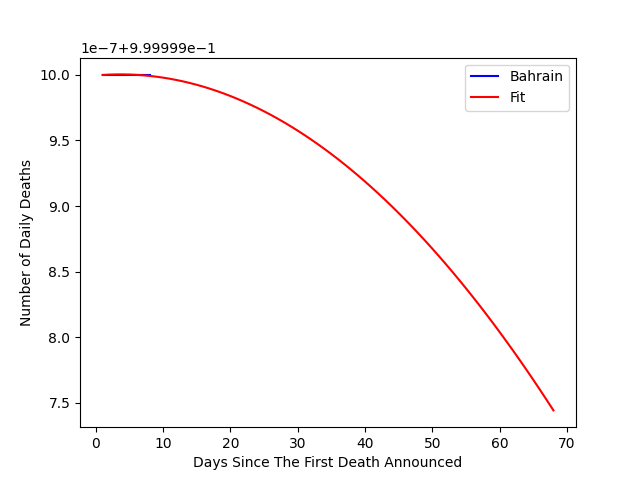 1e−7+9.99999e−1
10.0
9.5
9.0
8.5
8.0
7.5
Number of Daily Deaths
Bahrain
Fit
0 10 20 30 40 50 60 70
Days Since The First Death Announced